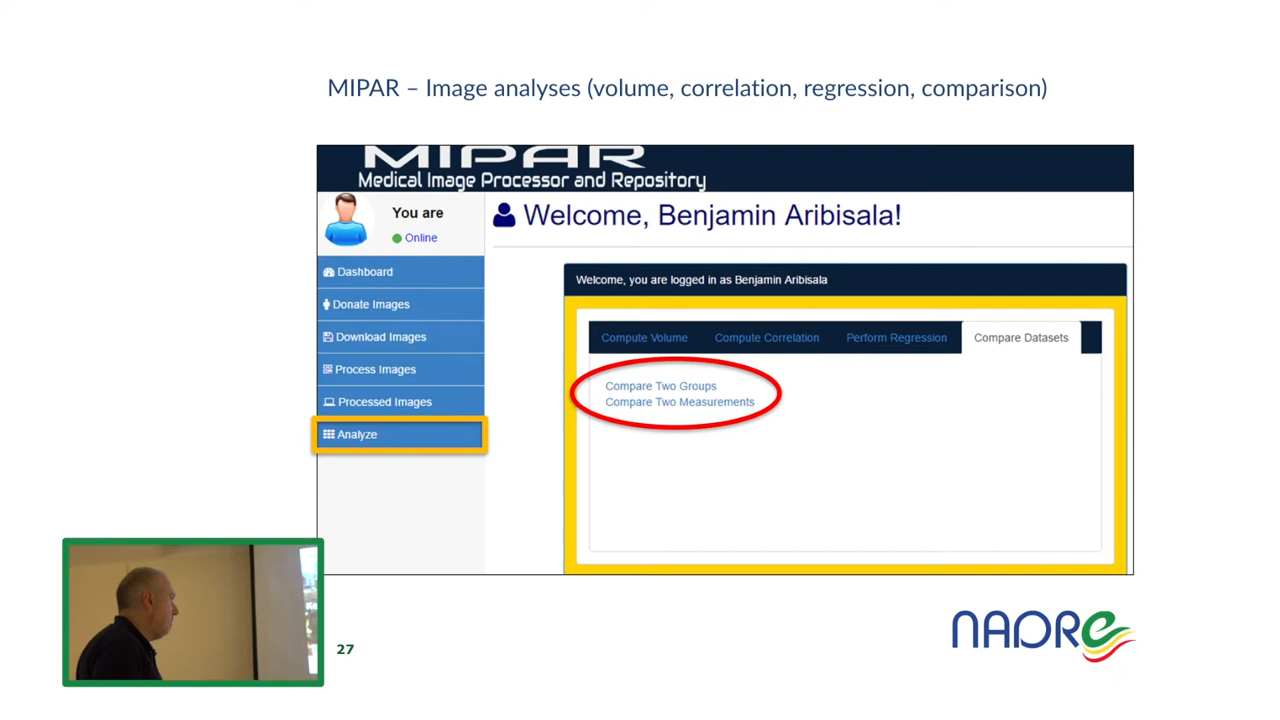 MIPAR – Image analyses (volume, correlation, regression, comparison)
MIPAR
Medical Image Processor and Repository
You are
Online
Welcome, Benjamin Aribisala!
Dashboard
Donate Images
Download Images
Process Images
Processed Images
Analyze
Welcome, you are logged in as Benjamin Aribisala
Compute Volume Compute Correlation Perform Regression Compare Datasets
Compare Two Groups
Compare Two Measurements
27
NADRe